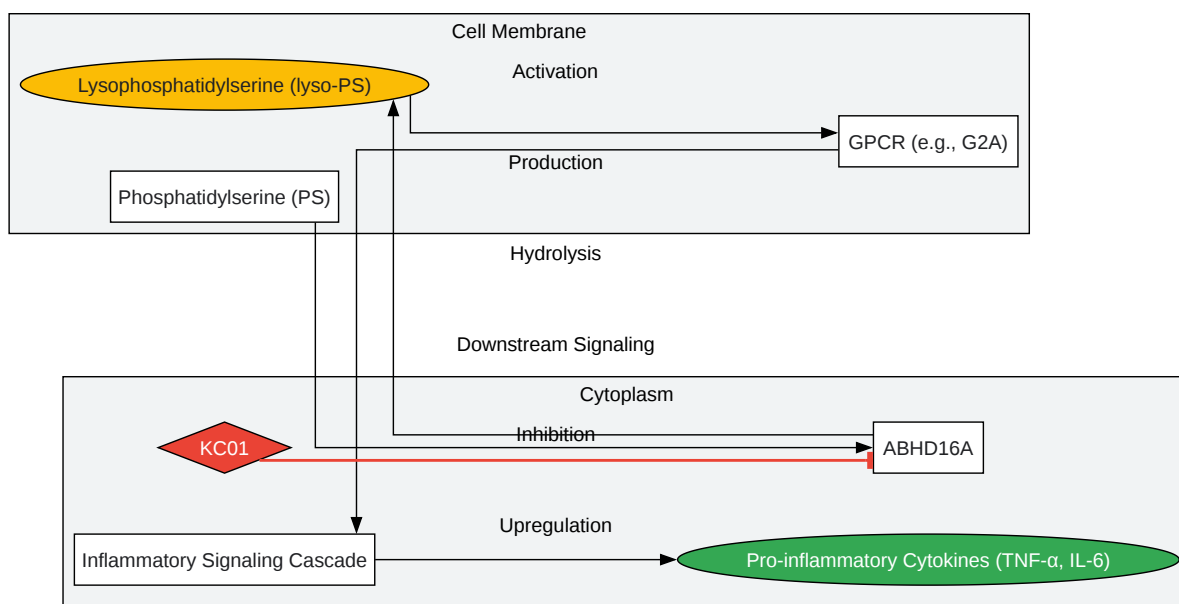 Cell Membrane
Activation
Lysophosphatidylserine (lyso-PS)
GPCR (e.g., G2A)
Production
Phosphatidylserine (PS)
Hydrolysis
Downstream Signaling
Cytoplasm
Inhibition
KC01
ABHD16A
Upregulation
Inflammatory Signaling Cascade
Pro-inflammatory Cytokines (TNF-α, IL-6)